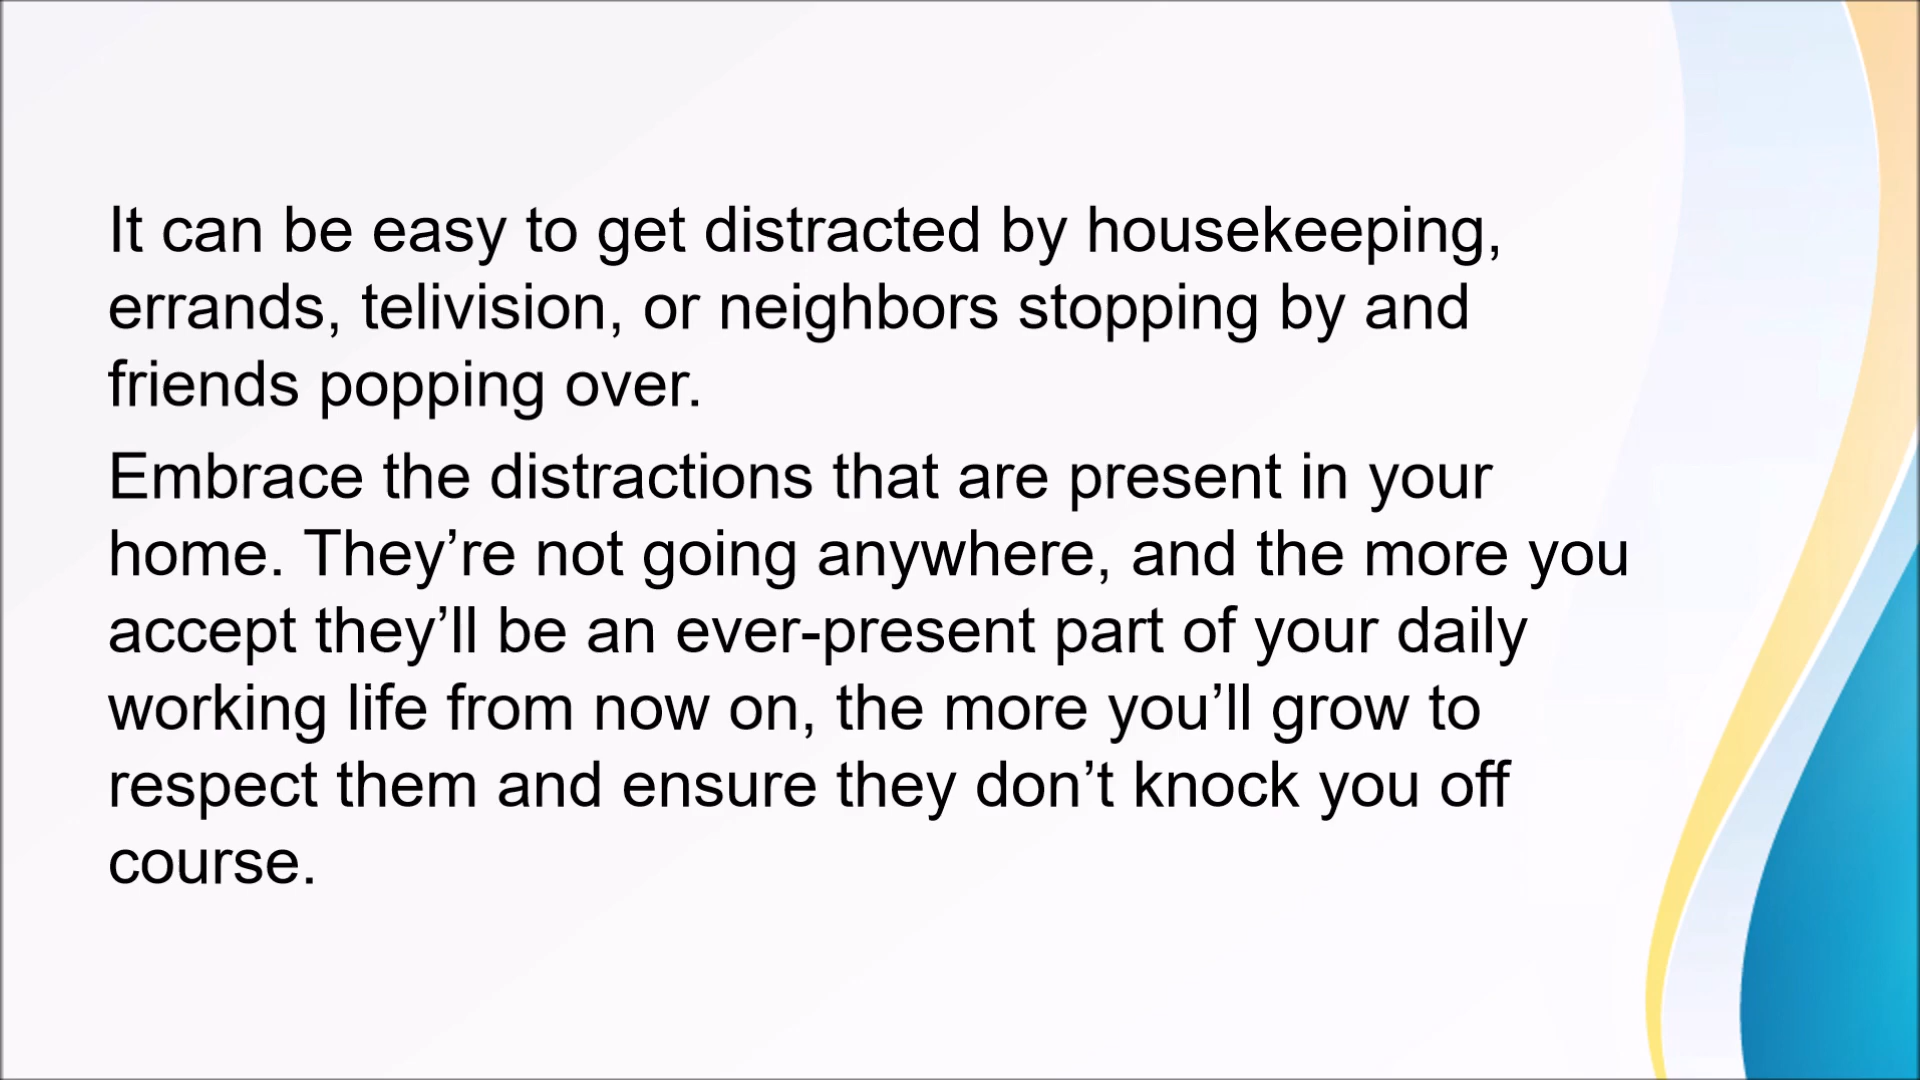 It can be easy to get distracted by housekeeping,
errands, telivision, or neighbors stopping by and
friends popping over.
Embrace the distractions that are present in your
home. They’re not going anywhere, and the more you
accept they’ll be an ever-present part of your daily
working life from now on, the more you’ll grow to
respect them and ensure they don’t knock you off
course.